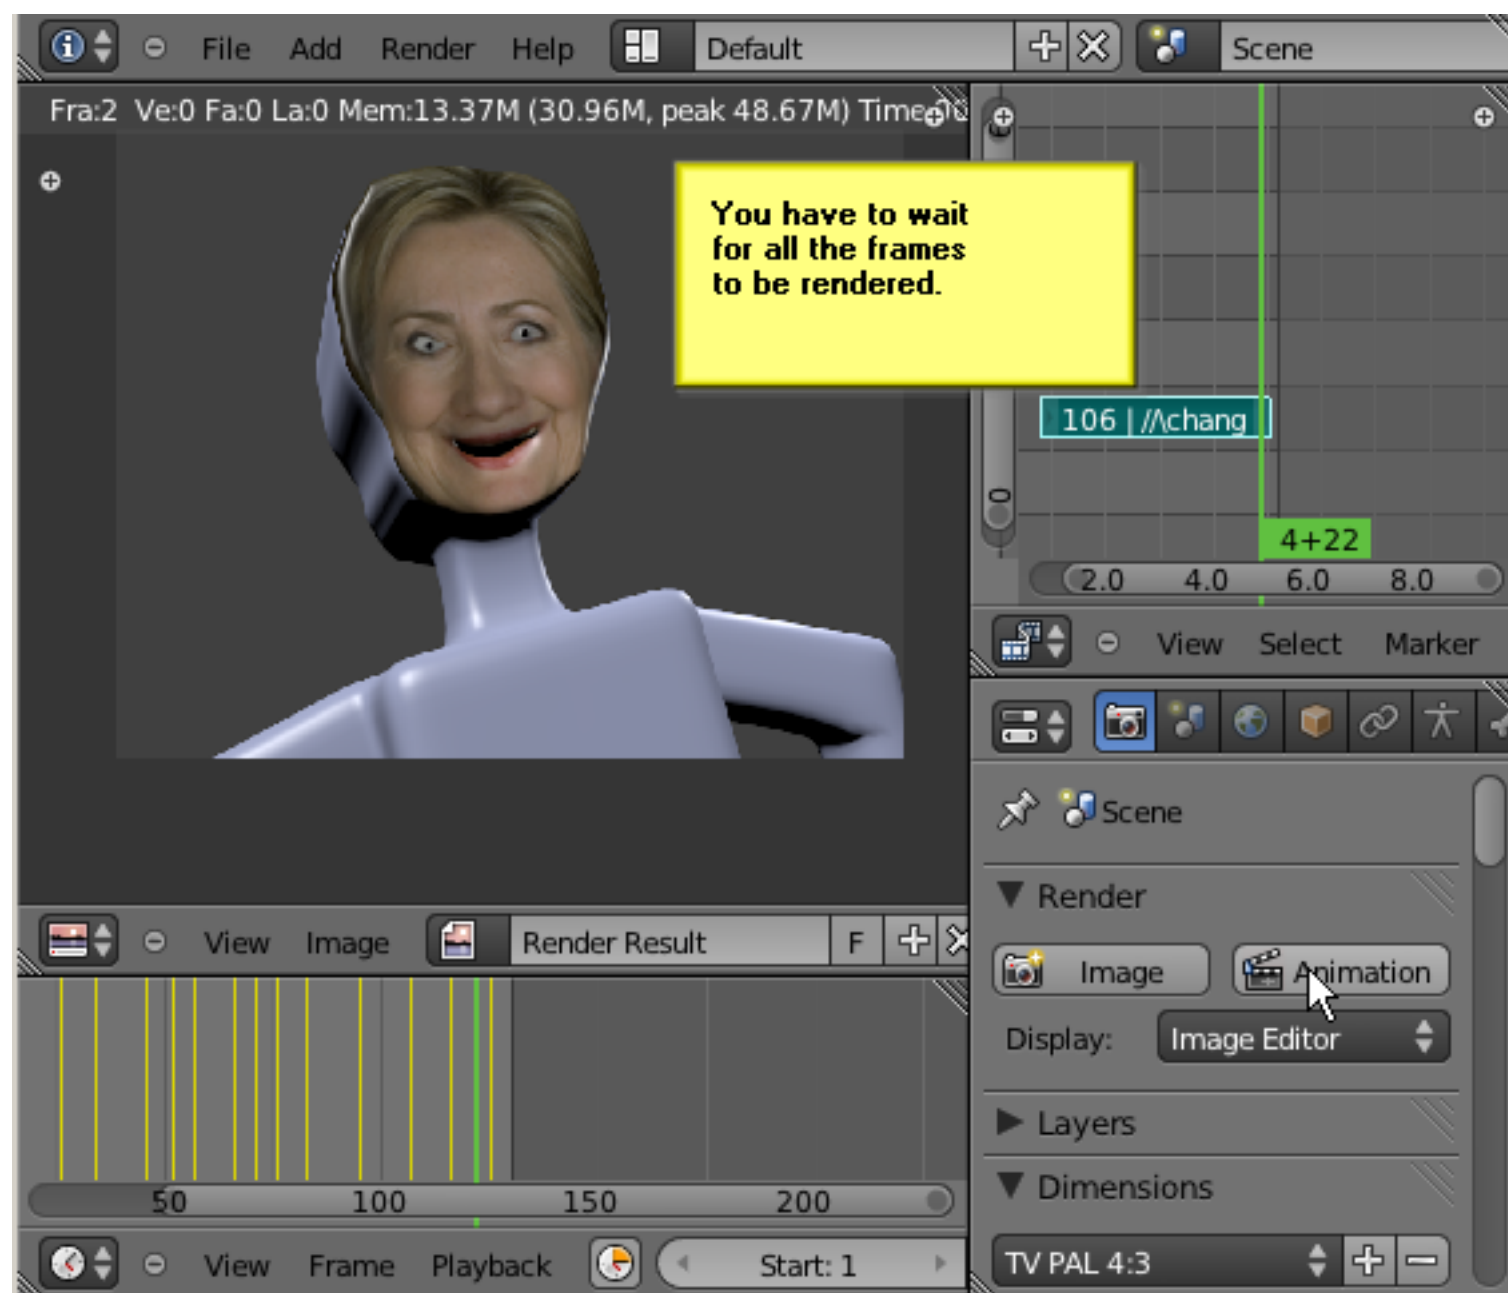 File Add Render Help Default Scene
Fra:2 Ve:0 Fa:0 La:0 Mem:13.37M (30.96M, peak 48.67M) Time
You have to wait
for all the frames
to be rendered.
106 | //\chang
0
4+22
2.0 4.0 6.0 8.0
View Select Marker
Scene
Render
Image Animation
Display: Image Editor
Layers
Dimensions
TV PAL 4:3
View Image Render Result F
50 100 150 200
View Frame Playback Start: 1